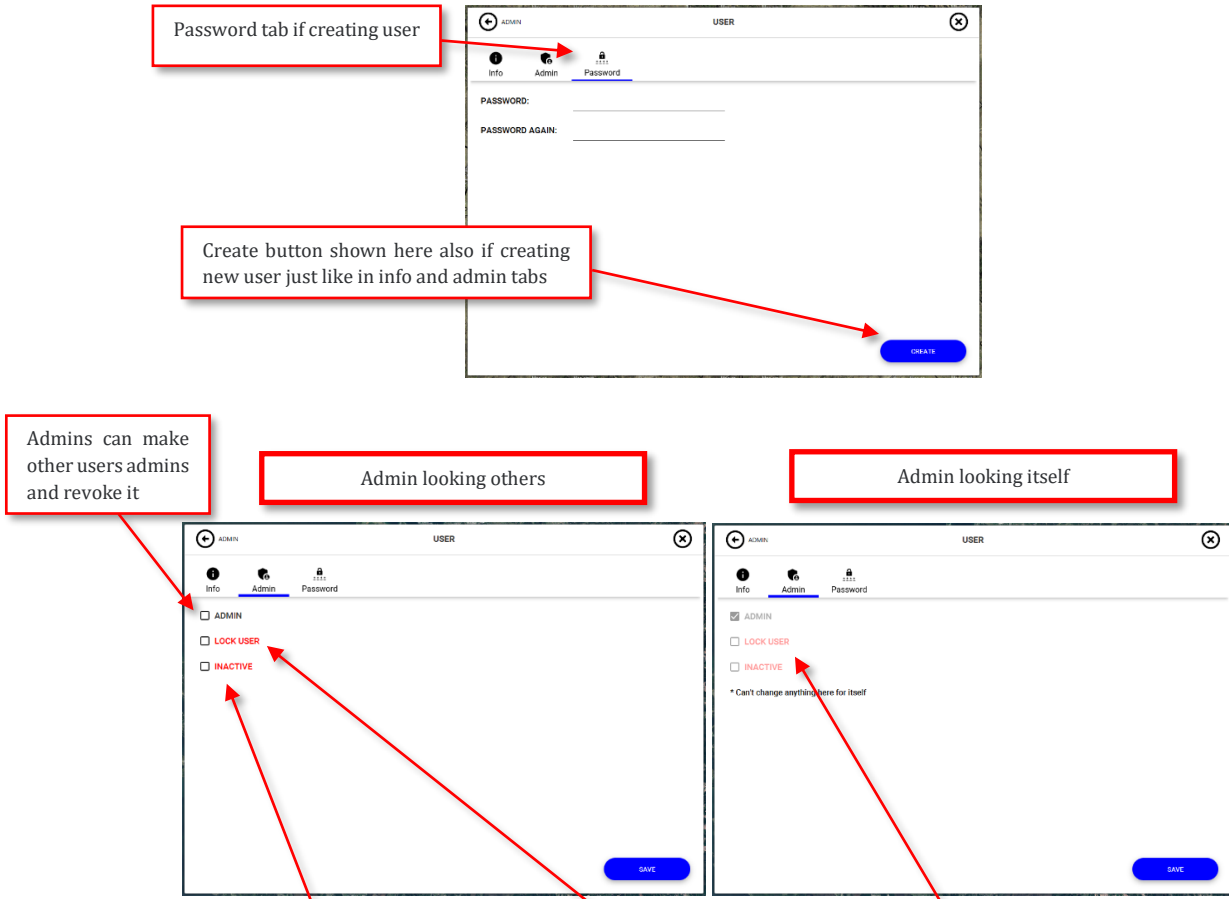 Password tab if creating user
ADMIN USER
Info Admin Password
PASSWORD:
PASSWORD AGAIN:
Create button shown here also if creating
new user just like in info and admin tabs
CREATE
Admins can make
other users admins
and revoke it
Admin looking others
Admin looking itself
ADMIN USER
Info Admin Password
ADMIN
LOCK USER
INACTIVE
SAVE
ADMIN USER
Info Admin Password
ADMIN
LOCK USER
INACTIVE
* Can't change anything here for itself
SAVE